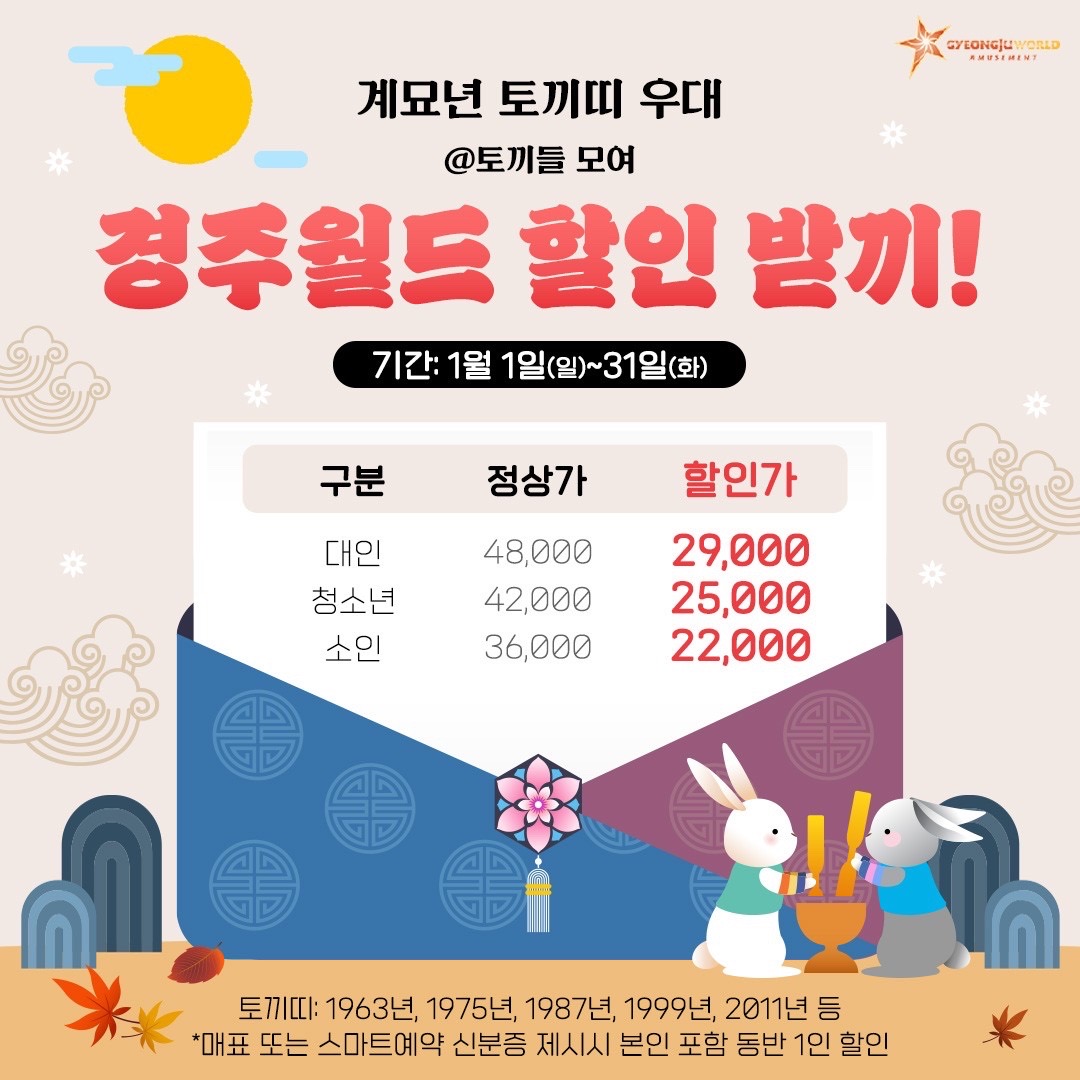 GYEONGJUWORLD
AMUSEMENT
계묘년 토끼띠 우대
@토끼들 모여
경주월드 할인 받끼!
기간: 1월 1일(일)~31일(화)
구분 정상가 할인가
대인 48,000 29,000
청소년 42,000 25,000
소인 36,000 22,000
토끼띠: 1963년, 1975년, 1987년, 1999년, 2011년 등
*매표 또는 스마트예약 신분증 제시시 본인 포함 동반 1인 할인